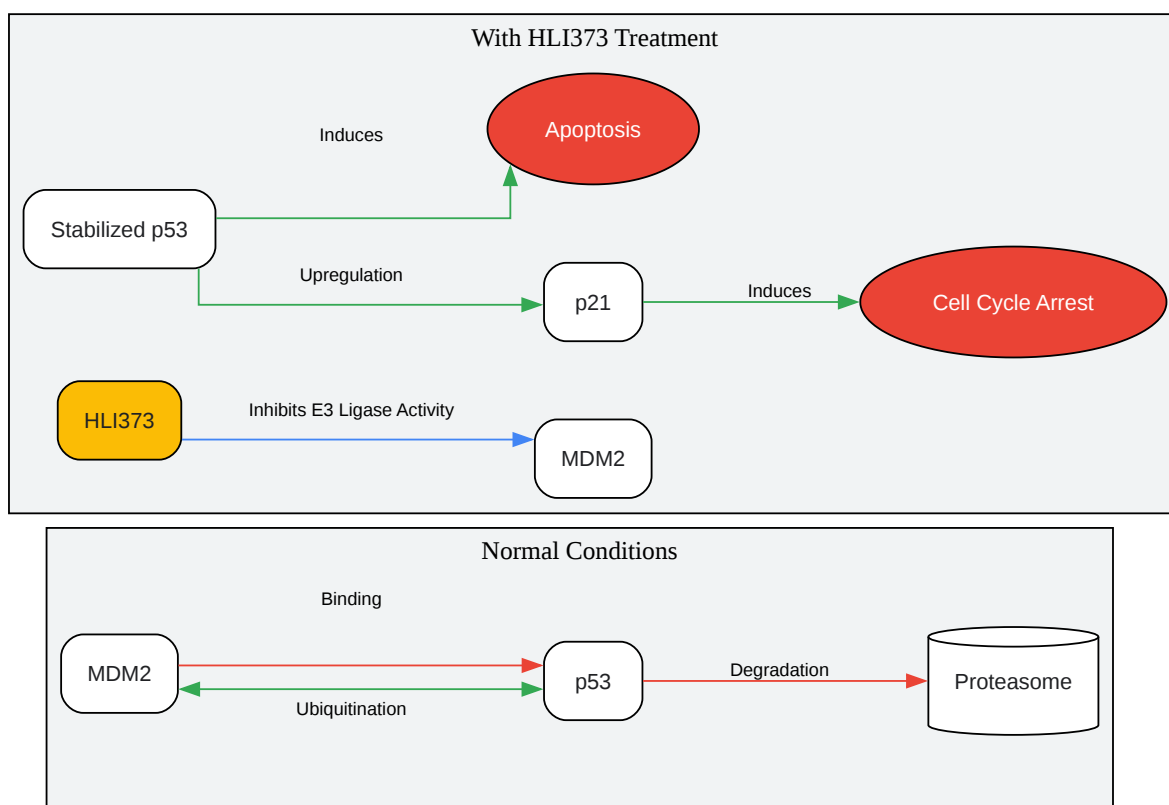 With HLI373 Treatment
Apoptosis
Induces
Stabilized p53
Upregulation
p21
Induces
Cell Cycle Arrest
HLI373
Inhibits E3 Ligase Activity
MDM2
Normal Conditions
Binding
MDM2
p53
Degradation
Proteasome
Ubiquitination